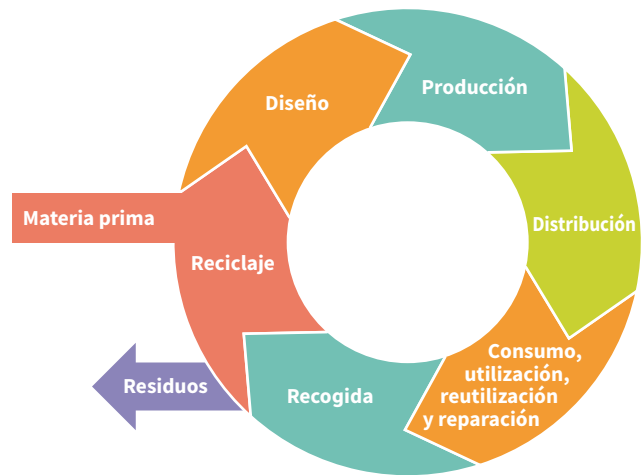 Diseño
Producción
Distribución
Consumo,
utilización,
reutilización
y reparación
Recogida
Residuos
Reciclaje
Materia prima